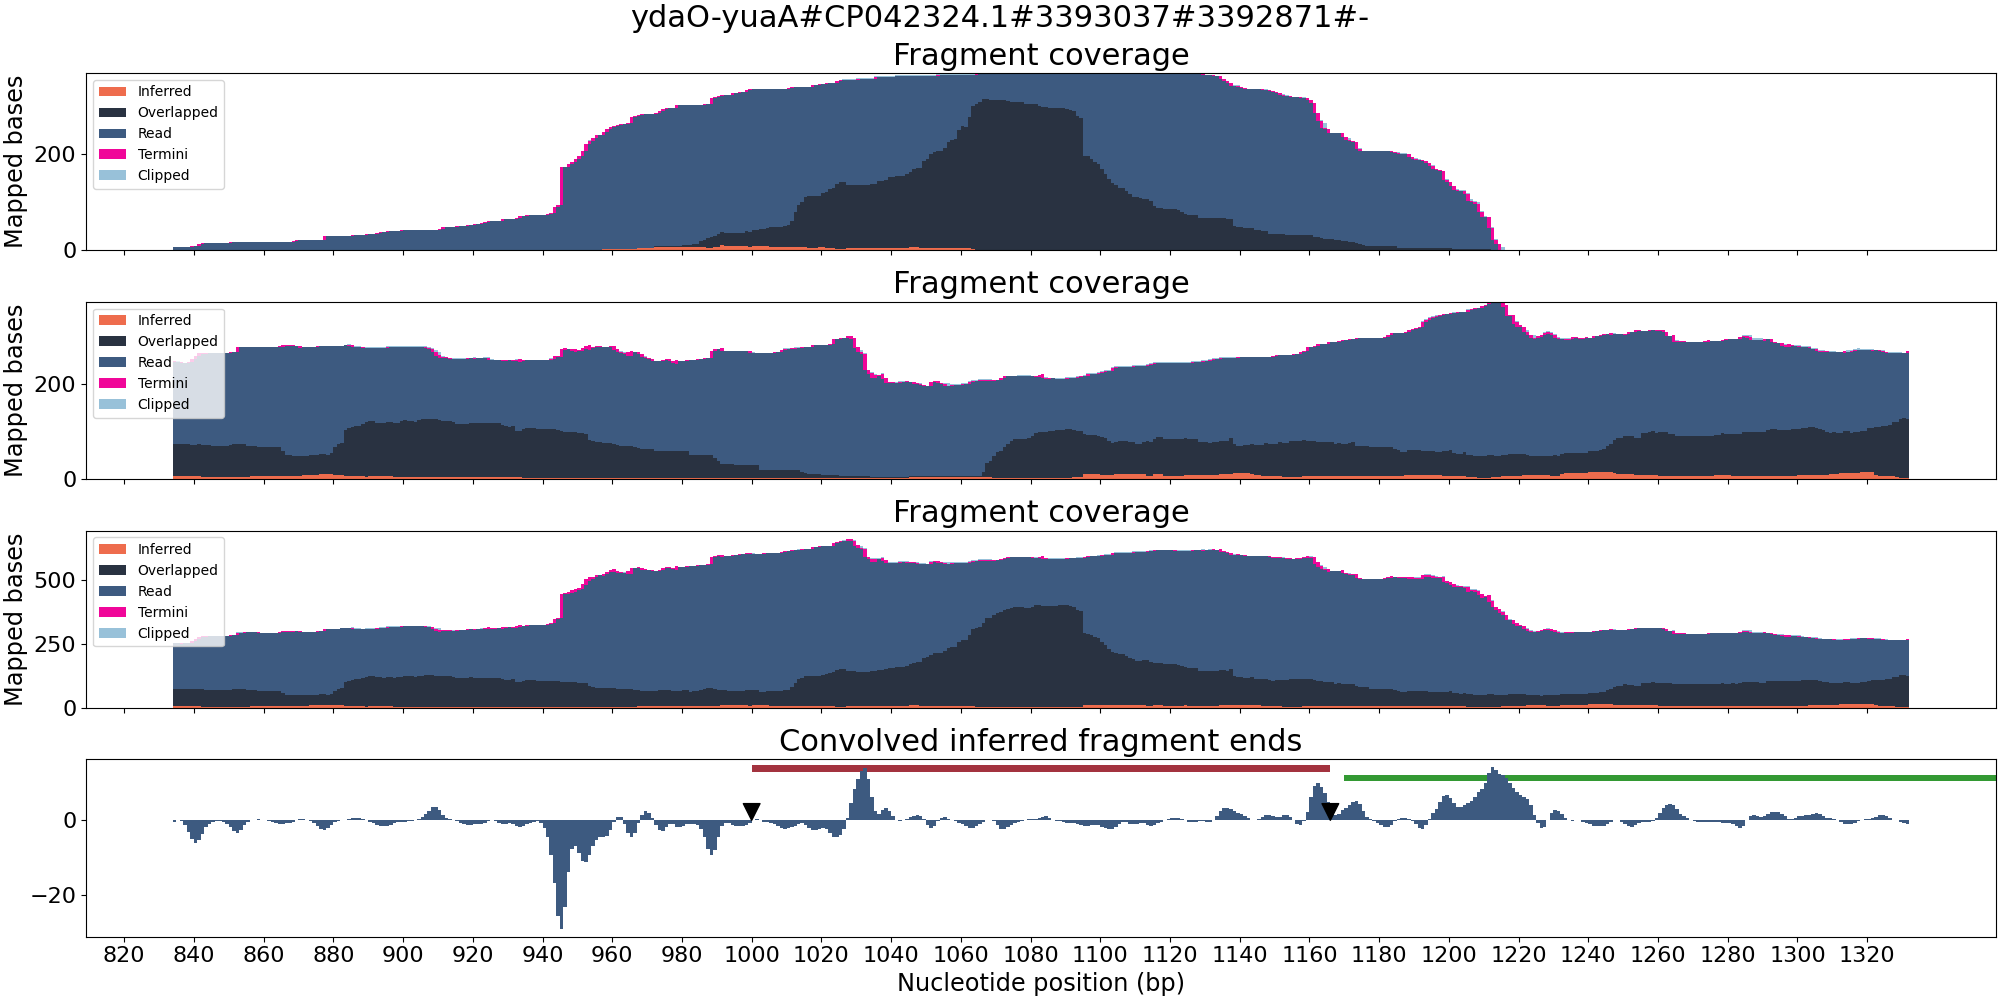 ydaO-yuaA#CP042324.1#3393037#3392871#-
Fragment coverage
Mapped bases
200
0
Inferred
Overlapped
Read
Termini
Clipped
Fragment coverage
Mapped bases
200
0
Inferred
Overlapped
Read
Termini
Clipped
Fragment coverage
Mapped bases
500
250
0
Inferred
Overlapped
Read
Termini
Clipped
Convolved inferred fragment ends
0
−20
820 840 860 880 900 920 940 960 980 1000 1020 1040 1060 1080 1100 1120 1140 1160 1180 1200 1220 1240 1260 1280 1300 1320
Nucleotide position (bp)